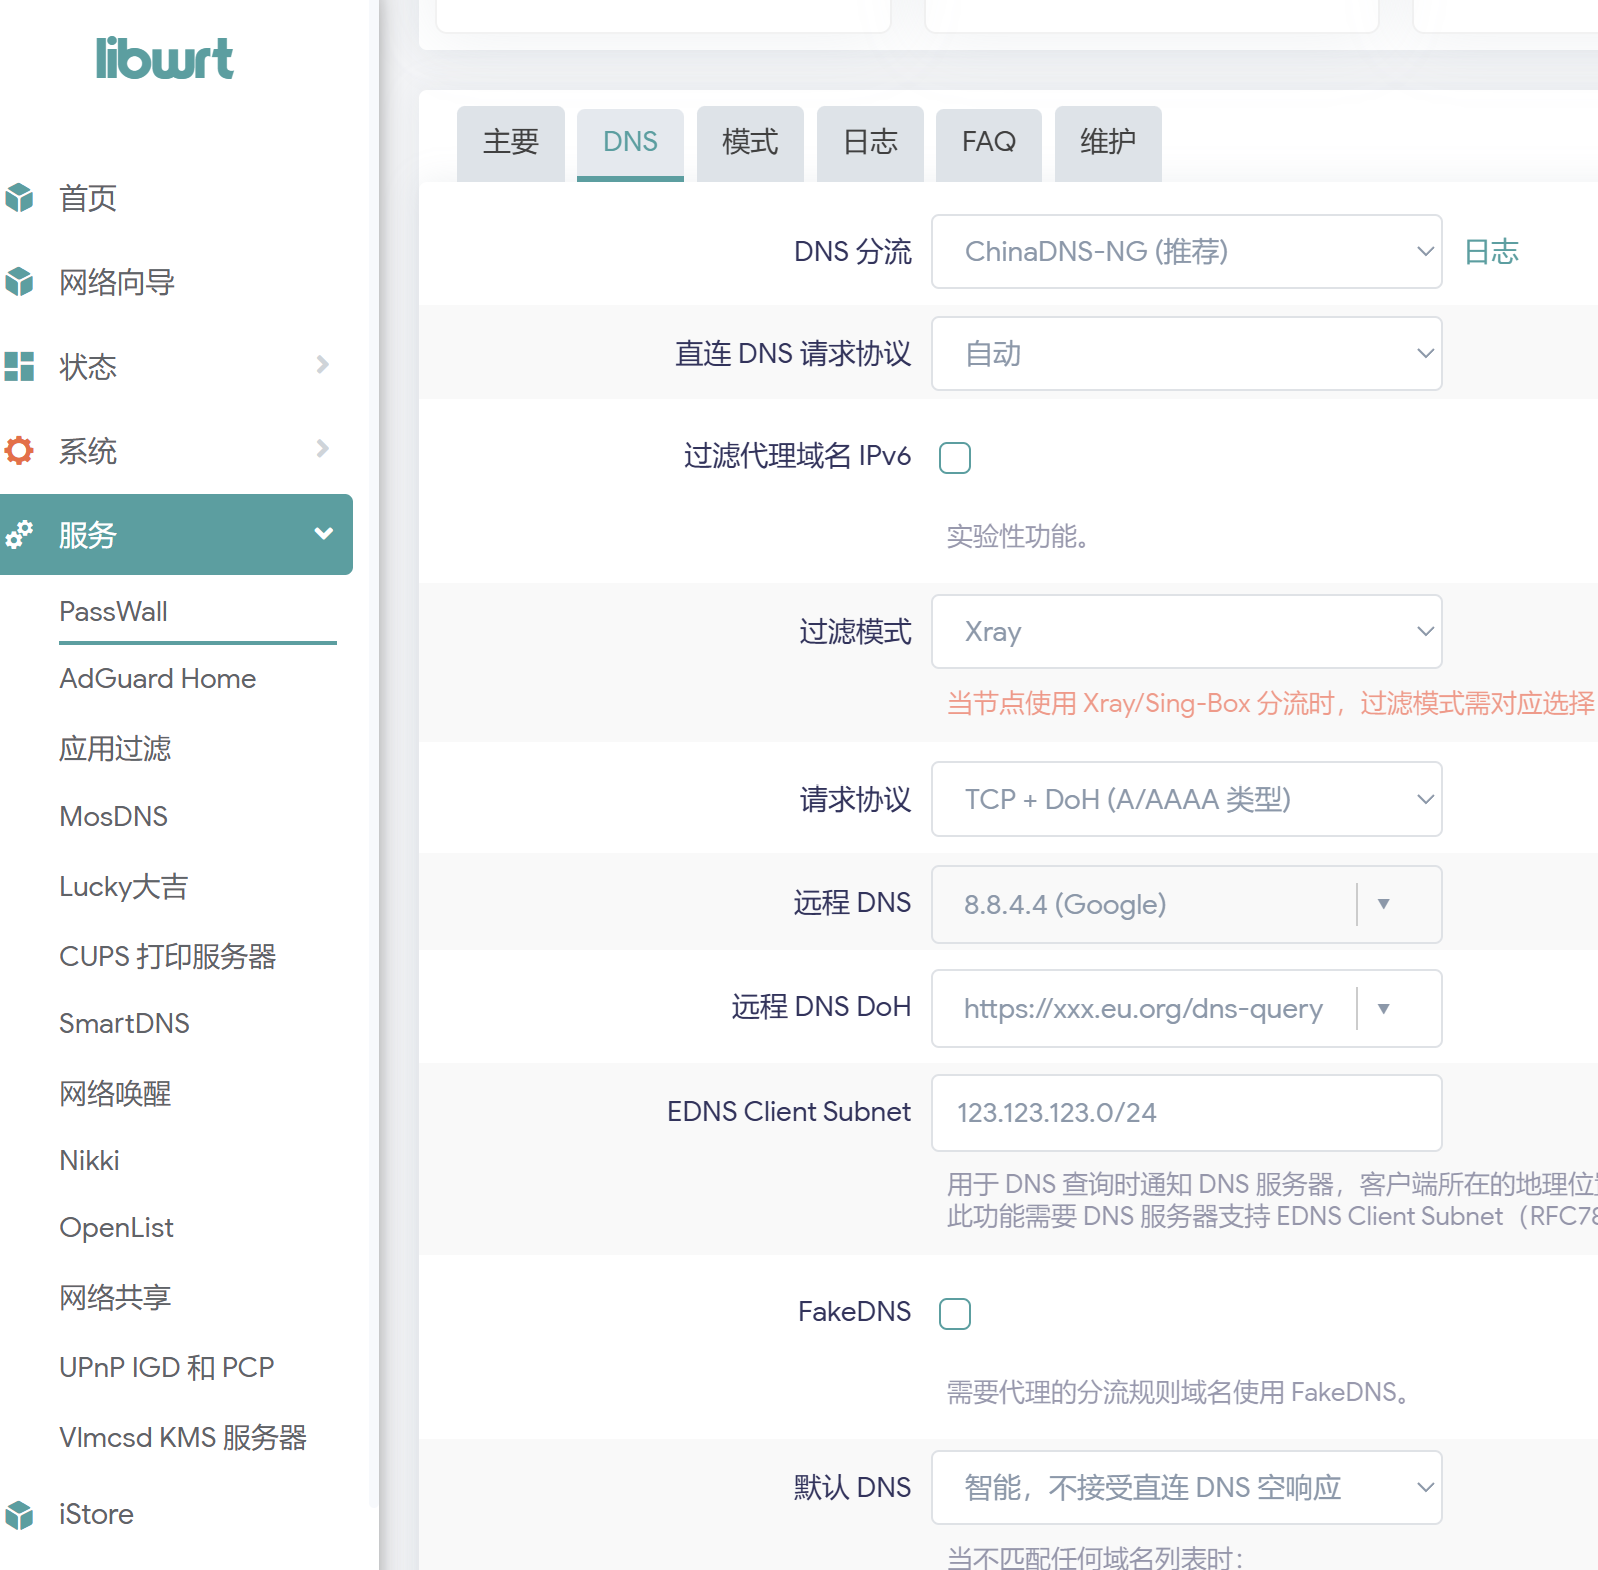 libwrt
首页
网络向导
状态
系统
服务
PassWall
AdGuard Home
应用过滤
MosDNS
Lucky大吉
CUPS 打印服务器
SmartDNS
网络唤醒
Nikki
OpenList
网络共享
UPnP IGD 和 PCP
Vlmcsd KMS 服务器
iStore
主要
DNS
模式
日志
FAQ
维护
DNS 分流
ChinaDNS-NG (推荐)
日志
直连 DNS 请求协议
自动
过滤代理域名 IPv6
实验性功能。
过滤模式
Xray
当节点使用 Xray/Sing-Box 分流时，过滤模式需对应选择
请求协议
TCP + DoH (A/AAAA 类型)
远程 DNS
8.8.4.4 (Google)
远程 DNS DoH
https://xxx.eu.org/dns-query
EDNS Client Subnet
123.123.123.0/24
用于 DNS 查询时通知 DNS 服务器，客户端所在的地理位置
此功能需要 DNS 服务器支持 EDNS Client Subnet（RFC78
FakeDNS
需要代理的分流规则域名使用 FakeDNS。
默认 DNS
智能，不接受直连 DNS 空响应
当不匹配任何域名列表时：